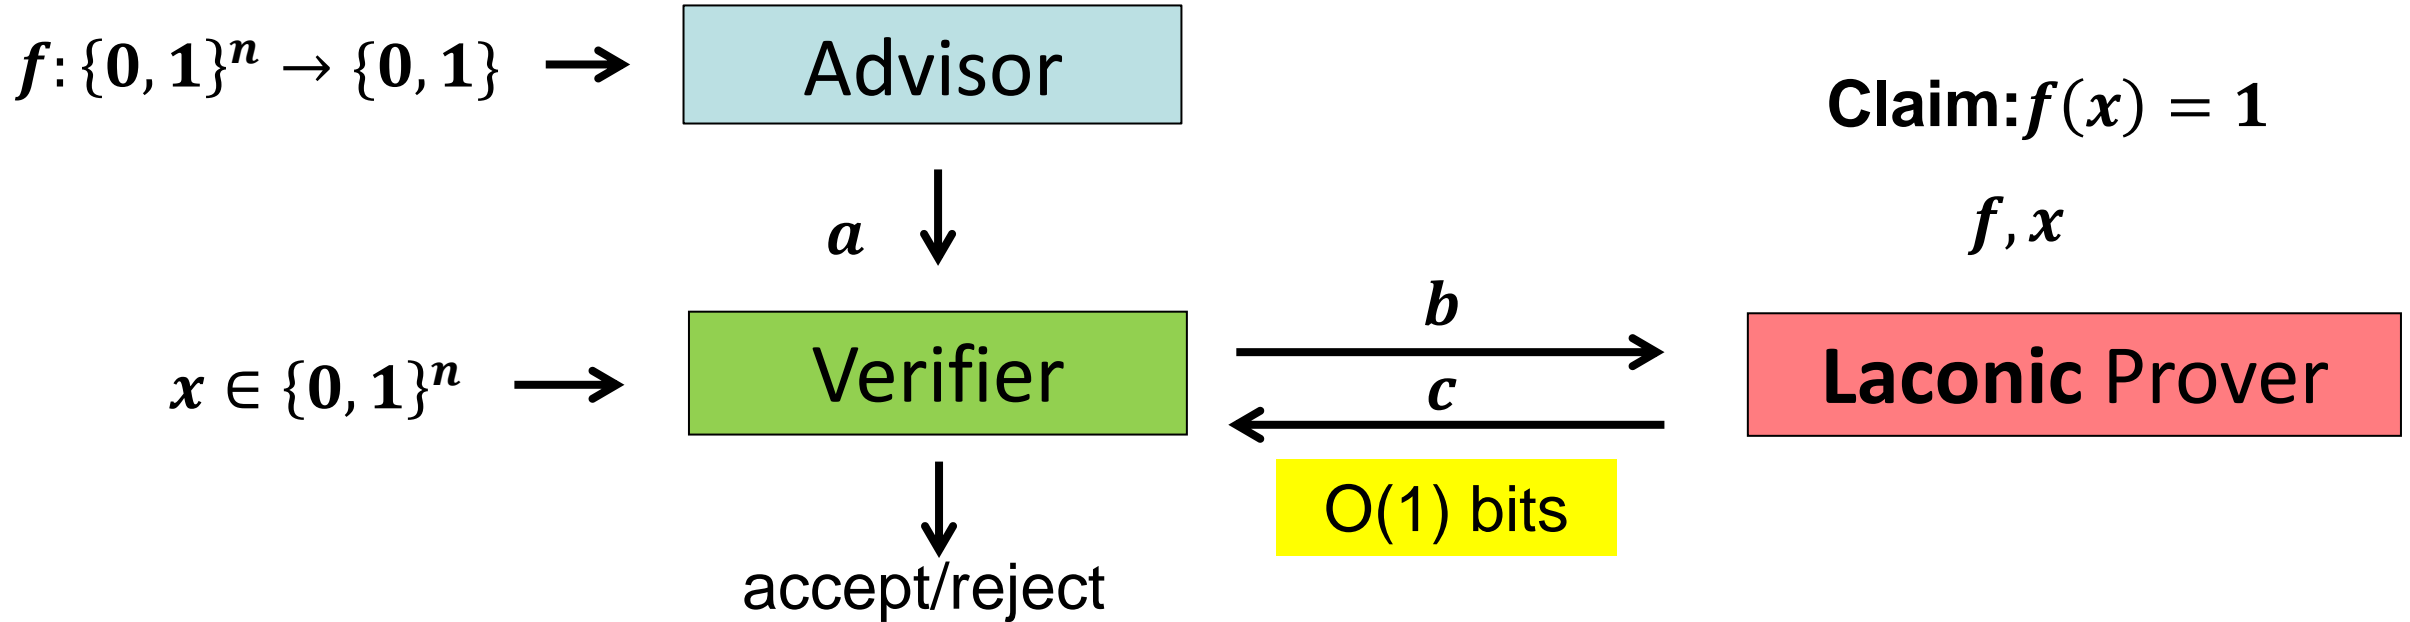 f: {0, 1}ⁿ → {0, 1}
Advisor
Claim: f(x) = 1
a
f, x
x ∈ {0, 1}ⁿ
Verifier
b
c
Laconic Prover
O(1) bits
accept/reject